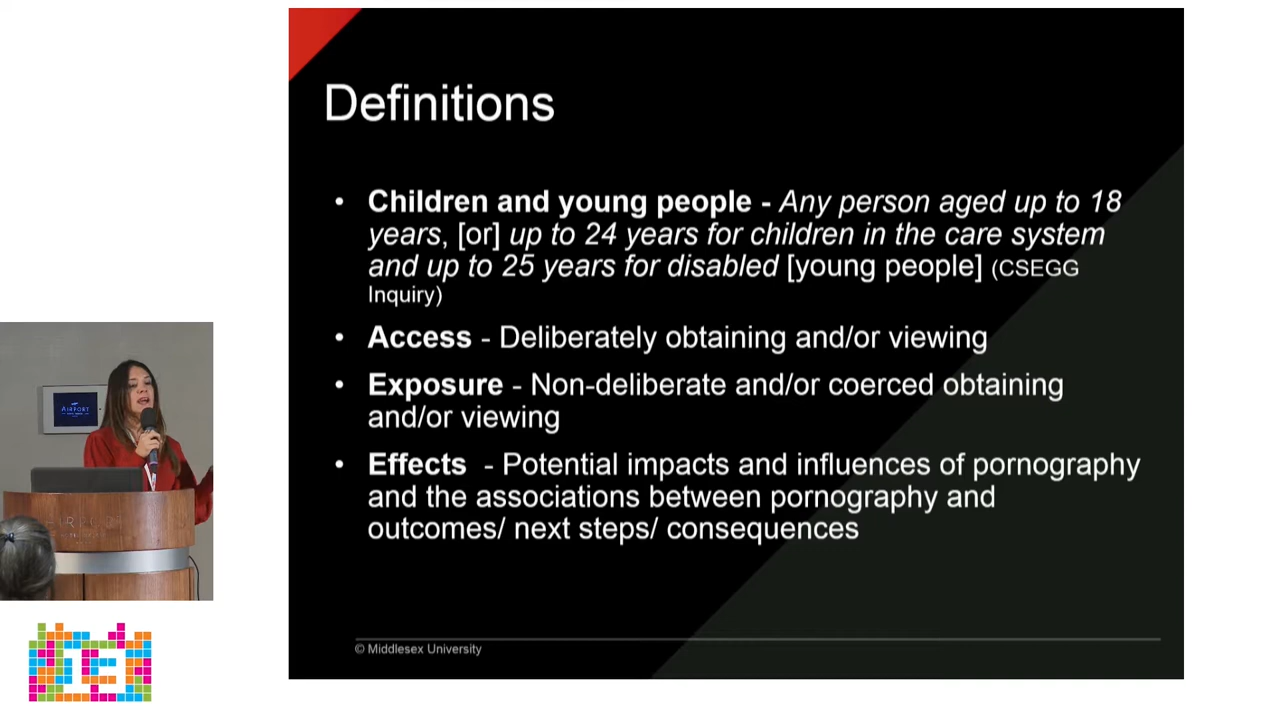 Definitions
• Children and young people - Any person aged up to 18
years, [or] up to 24 years for children in the care system
and up to 25 years for disabled [young people] (CSEGG
Inquiry)
• Access - Deliberately obtaining and/or viewing
• Exposure - Non-deliberate and/or coerced obtaining
and/or viewing
• Effects - Potential impacts and influences of pornography
and the associations between pornography and
outcomes/ next steps/ consequences
© Middlesex University
AIRPORT
AIRPORT